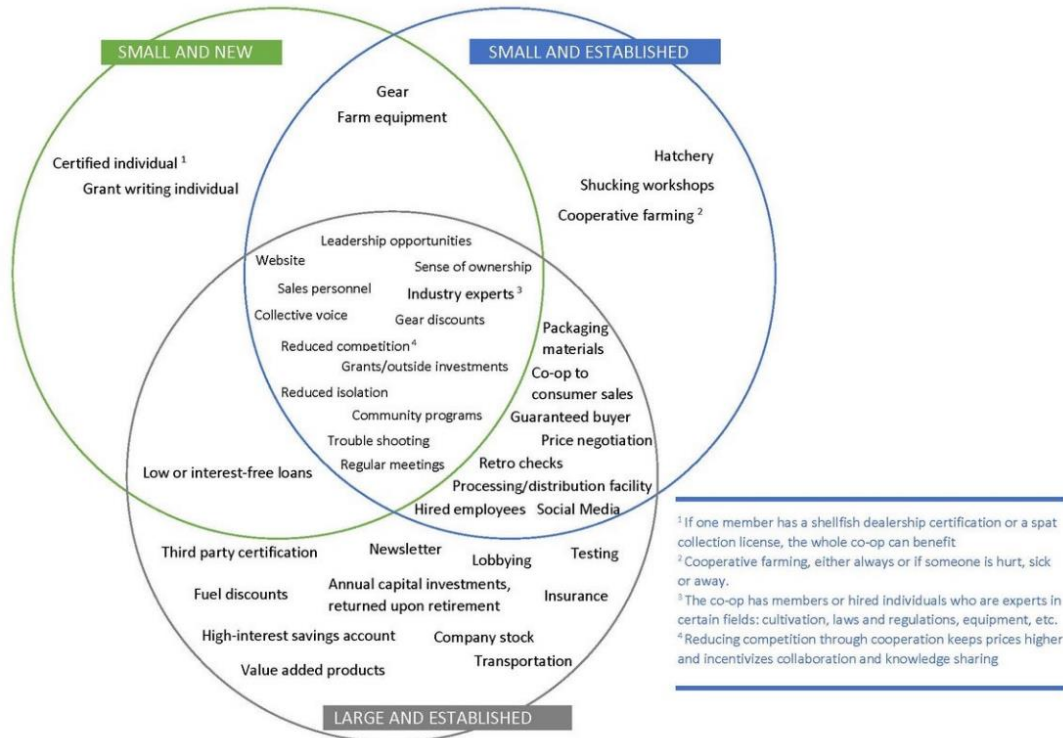 SMALL AND NEW
SMALL AND ESTABLISHED
Gear
Farm equipment
Certified individual ¹
Grant writing individual
Hatchery
Shucking workshops
Cooperative farming ²
Leadership opportunities
Website
Sense of ownership
Sales personnel
Industry experts ³
Collective voice
Gear discounts
Reduced competition⁴
Grants/outside investments
Reduced isolation
Community programs
Trouble shooting
Regular meetings
Packaging
materials
Co-op to
consumer sales
Guaranteed buyer
Price negotiation
Retro checks
Processing/distribution facility
Hired employees
Social Media
Low or interest-free loans
Third party certification
Newsletter
Lobbying
Testing
Fuel discounts
Annual capital investments,
returned upon retirement
Insurance
High-interest savings account
Company stock
Value added products
Transportation
LARGE AND ESTABLISHED
¹ If one member has a shellfish dealership certification or a spat
collection license, the whole co-op can benefit
² Cooperative farming, either always or if someone is hurt, sick
or away.
³ The co-op has members or hired individuals who are experts in
certain fields: cultivation, laws and regulations, equipment, etc.
⁴ Reducing competition through cooperation keeps prices higher
and incentivizes collaboration and knowledge sharing